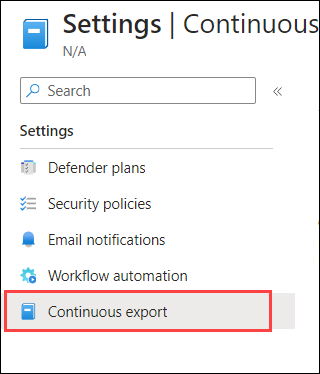 Settings | Continuous
N/A
Search
Settings
Defender plans
Security policies
Email notifications
Workflow automation
Continuous export